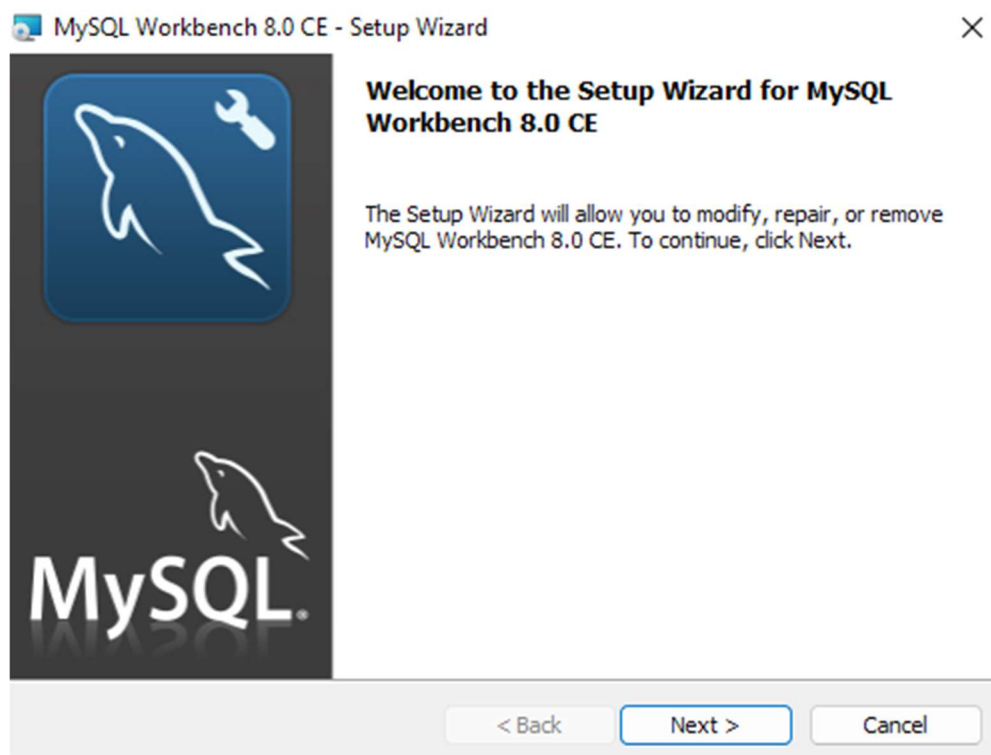 MySQL Workbench 8.0 CE - Setup Wizard
Welcome to the Setup Wizard for MySQL
Workbench 8.0 CE
The Setup Wizard will allow you to modify, repair, or remove
MySQL Workbench 8.0 CE. To continue, click Next.
MySQL®
< Back
Next >
Cancel